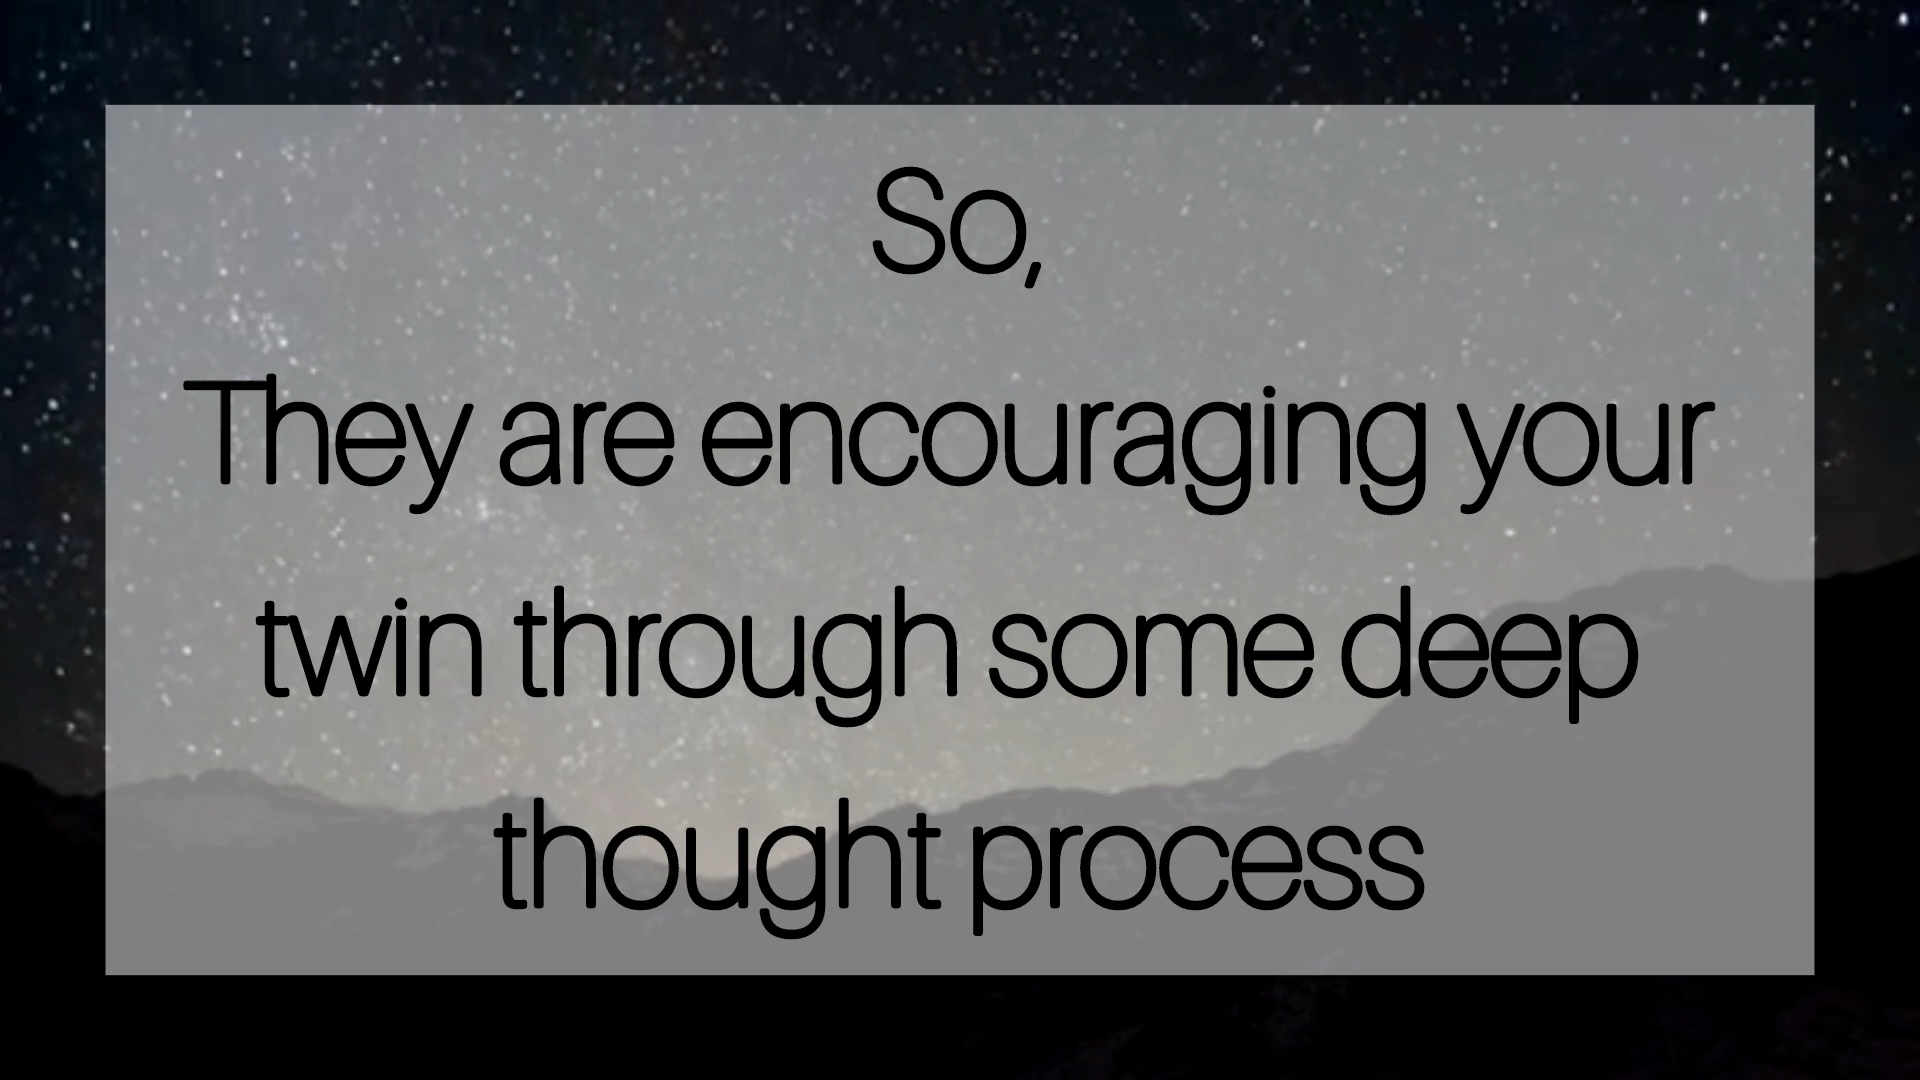 So,
They are encouraging your
twin through some deep
thought process